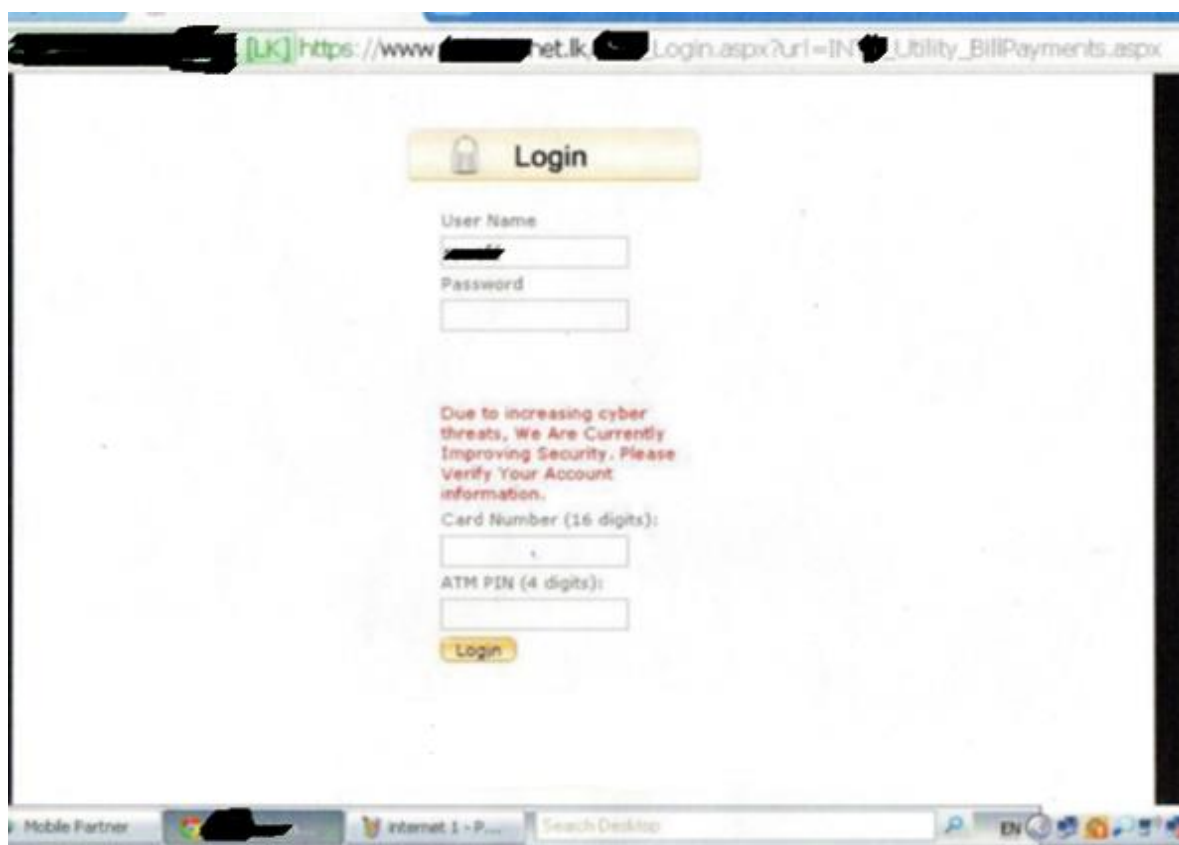 [LK] https://www. net.lk, _Login.aspx?url=IN _Utility_BillPayments.aspx
Login
User Name
Password
Due to increasing cyber
threats, We Are Currently
Improving Security. Please
Verify Your Account
information.
Card Number (16 digits):
ATM PIN (4 digits):
Login
Mobile Partner
internet 1 - P...
Search Desktop
EN